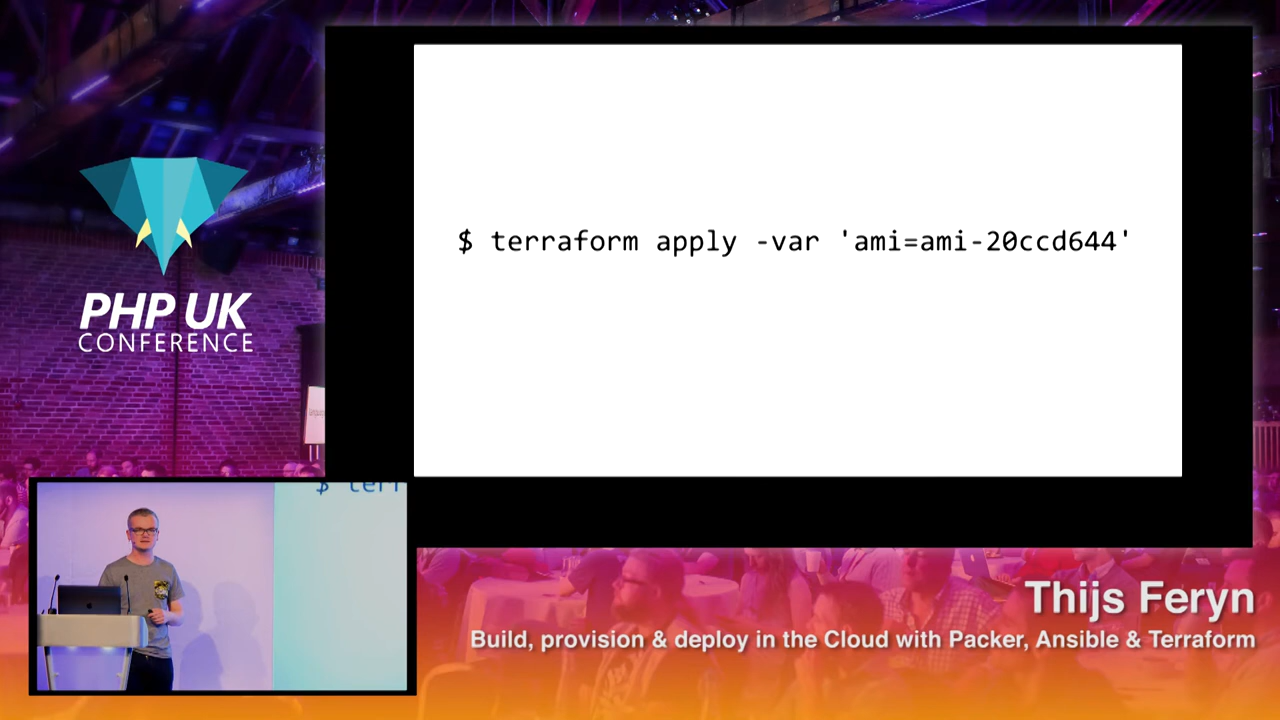 $ terraform apply -var 'ami=ami-20ccd644'
PHP UK
CONFERENCE
$ terr
Thijs Feryn
Build, provision & deploy in the Cloud with Packer, Ansible & Terraform